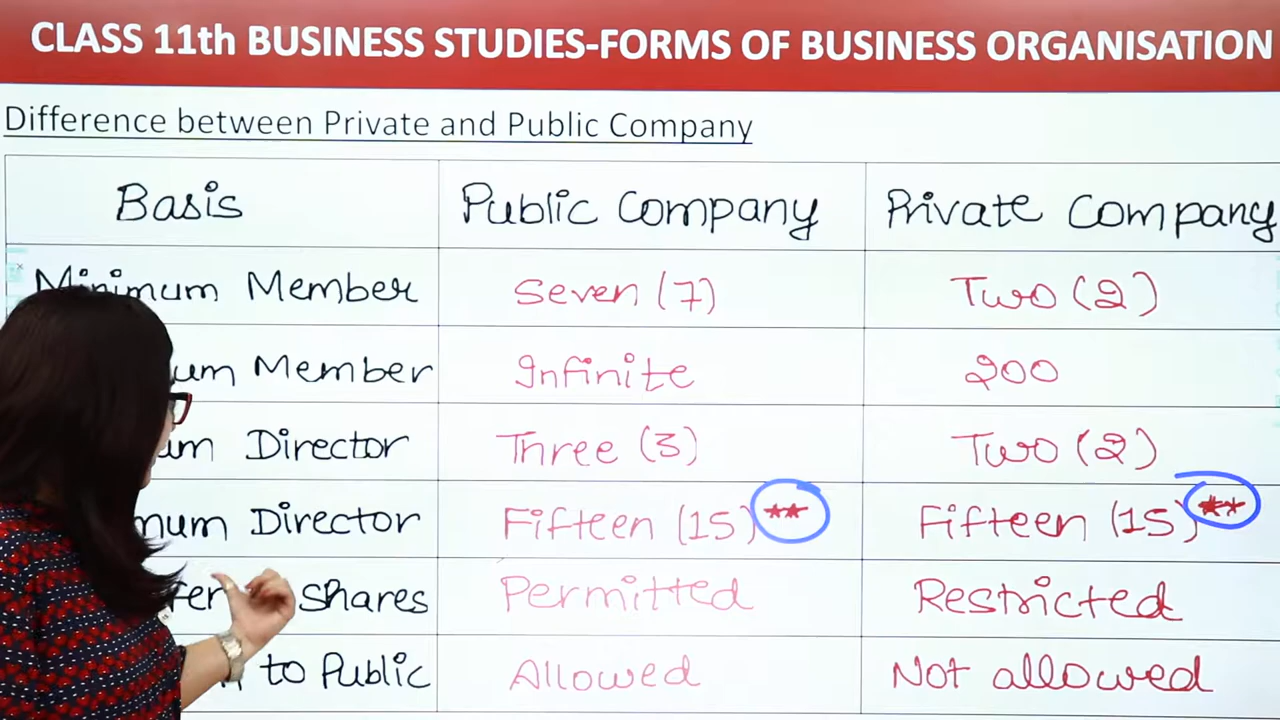 CLASS 11th BUSINESS STUDIES-FORMS OF BUSINESS ORGANISATION
Difference between Private and Public Company
Basis Public Company Private Company
Minimum Member Seven (7) Two (2)
Member Infinite 200
Director Three (3) Two (2)
Director Fifteen (15)** Fifteen (15)**
shares Permitted Restricted
to Public Allowed Not allowed